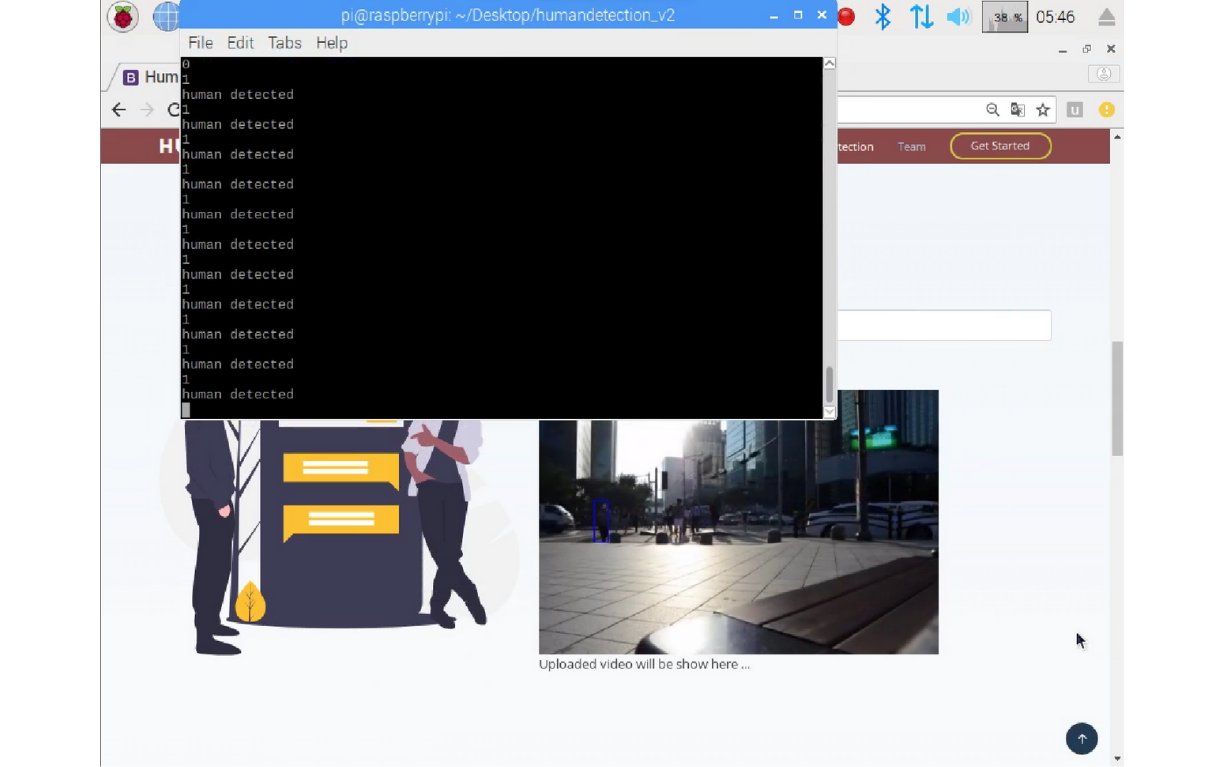 pi@raspberrypi: ~/Desktop/humandetection_v2
38 %
05:46
File Edit Tabs Help
B Hum
0
1
human detected
1
human detected
1
human detected
1
human detected
1
human detected
1
human detected
1
human detected
1
human detected
1
human detected
1
human detected
1
human detected
u
tection
Team
Get Started
Uploaded video will be show here ...